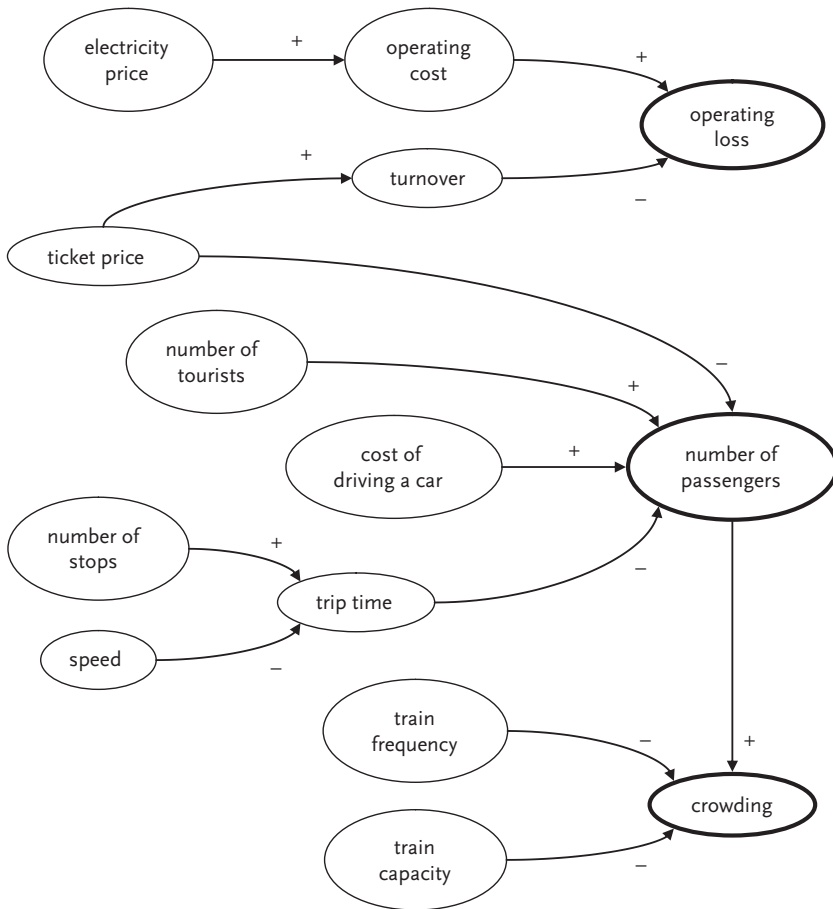 electricity
price
+
operating
cost
+
operating
loss
+
turnover
–
ticket price
number of
tourists
–
+
cost of
driving a car
+
number of
passengers
number of
stops
+
trip time
–
speed
–
train
frequency
–
+
crowding
train
capacity
–